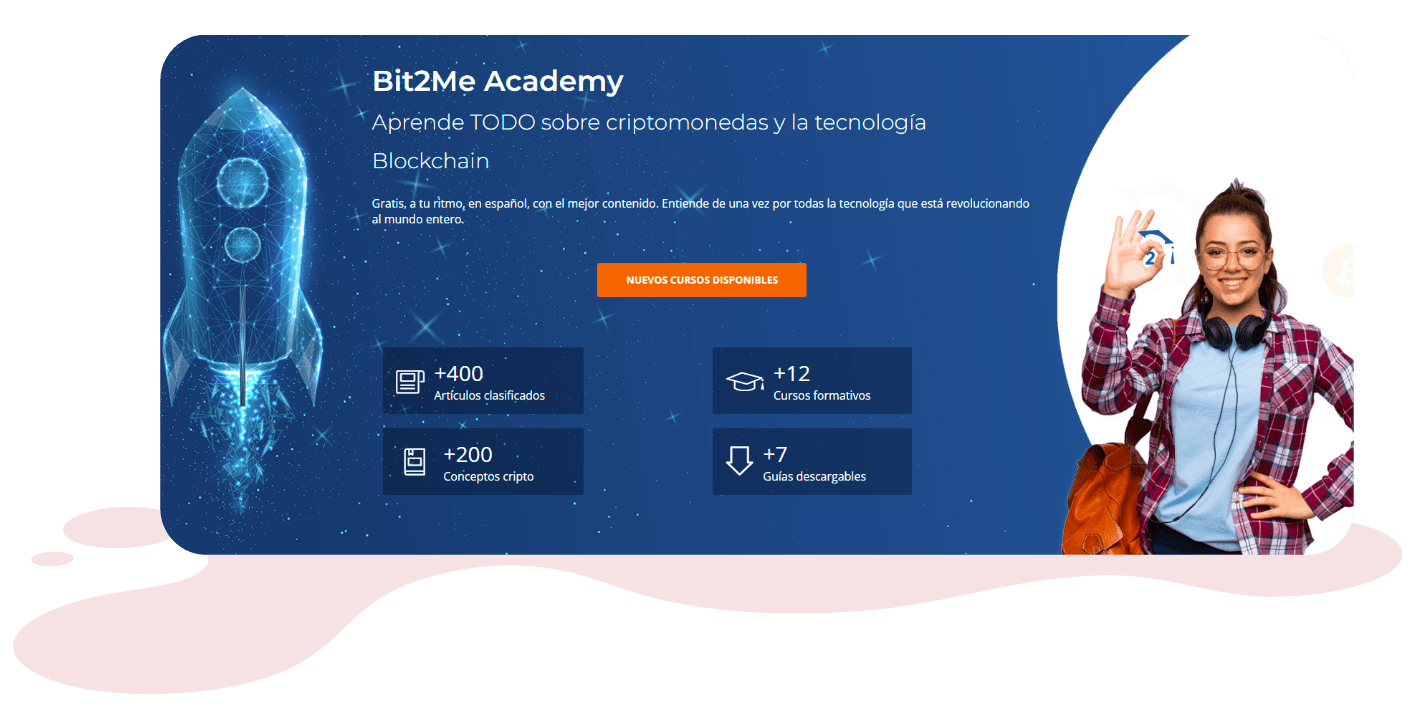 Bit2Me Academy
Aprende TODO sobre criptomonedas y la tecnología
Blockchain
Gratis, a tu ritmo, en español, con el mejor contenido. Entiende de una vez por todas la tecnología que está revolucionando
al mundo entero.
NUEVOS CURSOS DISPONIBLES
+400
Artículos clasificados
+12
Cursos formativos
+200
Conceptos cripto
+7
Guías descargables
2